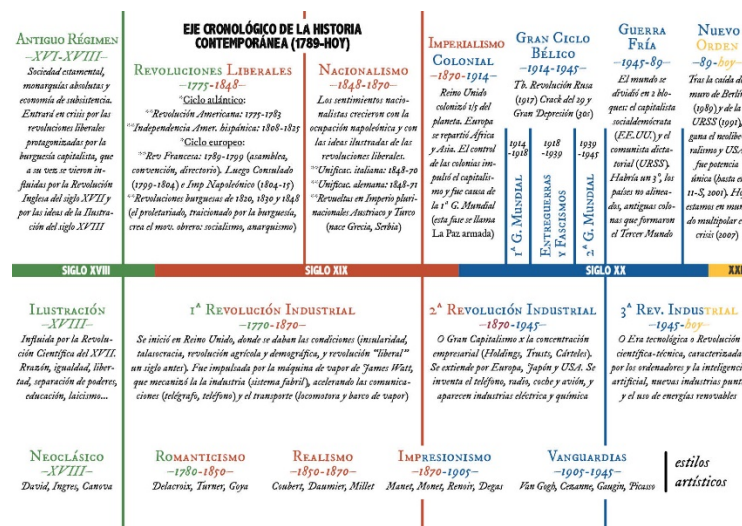 EJE CRONOLÓGICO DE LA HISTORIA
CONTEMPORÁNEA (1789-HOY)
ANTIGUO RÉGIMEN
–XVI-XVIII–
Sociedad estamental,
monarquías absolutas y
economía de subsistencia.
Entrará en crisis por las
revoluciones liberales
protagonizadas por la
burguesía capitalista, que
a su vez se vieron in-
fluidas por la Revolución
Inglesa del siglo XVII y
por las ideas de la Ilustra-
ción del siglo XVIII
REVOLUCIONES LIBERALES
–1775-1848–
*Ciclo atlántico:
**Revolución Americana: 1775-1783
**Independencia Amer. hispánica: 1808-1825
*Ciclo europeo:
**Rev Francesa: 1789-1799 (asamblea,
convención, directorio). Luego Consulado
(1799-1804) e Imp Napoleónico (1804-15)
**Revoluciones burguesas de 1820, 1830 y 1848
(el proletariado, traicionado por la burguesía,
crea el mov. obrero: socialismo, anarquismo)
NACIONALISMO
–1848-1870–
Los sentimientos nacio-
nalistas crecieron con la
ocupación napoleónica y con
las ideas ilustradas de las
revoluciones liberales.
**Unificac. italiana: 1848-70
**Unificac. alemana: 1848-71
**Revueltas en Imperio pluri-
nacionales Austriaco y Turco
(nace Grecia, Serbia)
IMPERIALISMO
COLONIAL
–1870-1914–
Reino Unido
colonizó 1/5 del
planeta. Europa
se repartió África
y Asia. El control
de las colonias im-
pulsó el capitalis-
mo y fue causa de
la 1ª G. Mundial
(esta fase se llama
La Paz armada)
GRAN CICLO
BÉLICO
–1914-1945–
Tb. Revolución Rusa
(1917) Crack del 29 y
Gran Depresión (30s)
1914
-1918
1ª G. MUNDIAL
1918
-1939
ENTREGUERRAS
Y FASCISMOS
1939
-1945
2ª G. MUNDIAL
GUERRA
FRÍA
–1945-89–
El mundo se
dividió en 2 blo-
ques: el capitalista
socialdemócrata
(EE.UU.) y el
comunista dicta-
torial (URSS).
Habría un 3º, los
países no alinea-
dos, antiguas colo-
nias que formaron
el Tercer Mundo
NUEVO
ORDEN
–89-hoy–
Tras la caída d
muro de Berlín
(1989) y de la
URSS (1991),
gana el neolibe-
ralismo y USA
fue potencia
única (hasta e
11-S, 2001). H
estamos en mun
do multipolar e
crisis (2007)
SIGLO XVIII
SIGLO XIX
SIGLO XX
XXI
ILUSTRACIÓN
–XVIII–
Influida por la Revolu-
ción Científica del XVII.
Rrazón, igualdad, liber-
tad, separación de poderes,
educación, laicismo...
1ª REVOLUCIÓN INDUSTRIAL
–1770-1870–
Se inició en Reino Unido, donde se daban las condiciones (insularidad,
talasocracia, revolución agrícola y demográfica, y revolución "liberal"
un siglo antes). Fue impulsada por la máquina de vapor de James Watt,
que mecanizó la industria (sistema fabril), acelerando las comunica-
ciones (telégrafo, teléfono) y el transporte (locomotora y barco de vapor)
2ª REVOLUCIÓN INDUSTRIAL
–1870-1945–
O Gran Capitalismo x la concentración
empresarial (Holdings, Trusts, Cárteles).
Se extiende por Europa, Japón y USA. Se
inventa el teléfono, radio, coche y avión, y
aparecen industrias eléctrica y química
3ª REV. INDUSTRIAL
–1945-hoy–
O Era tecnológica o Revolución
científica-técnica, caracterizada
por los ordenadores y la inteligenci
artificial, nuevas industrias punt
y el uso de energías renovables
NEOCLÁSICO
–XVIII–
David, Ingres, Canova
ROMANTICISMO
–1780-1850–
Delacroix, Turner, Goya
REALISMO
–1850-1870–
Coubert, Daumier, Millet
IMPRESIONISMO
–1870-1905–
Manet, Monet, Renoir, Degas
VANGUARDIAS
–1905-1945–
Van Gogh, Cezanne, Gaugin, Picasso
estilos
artísticos